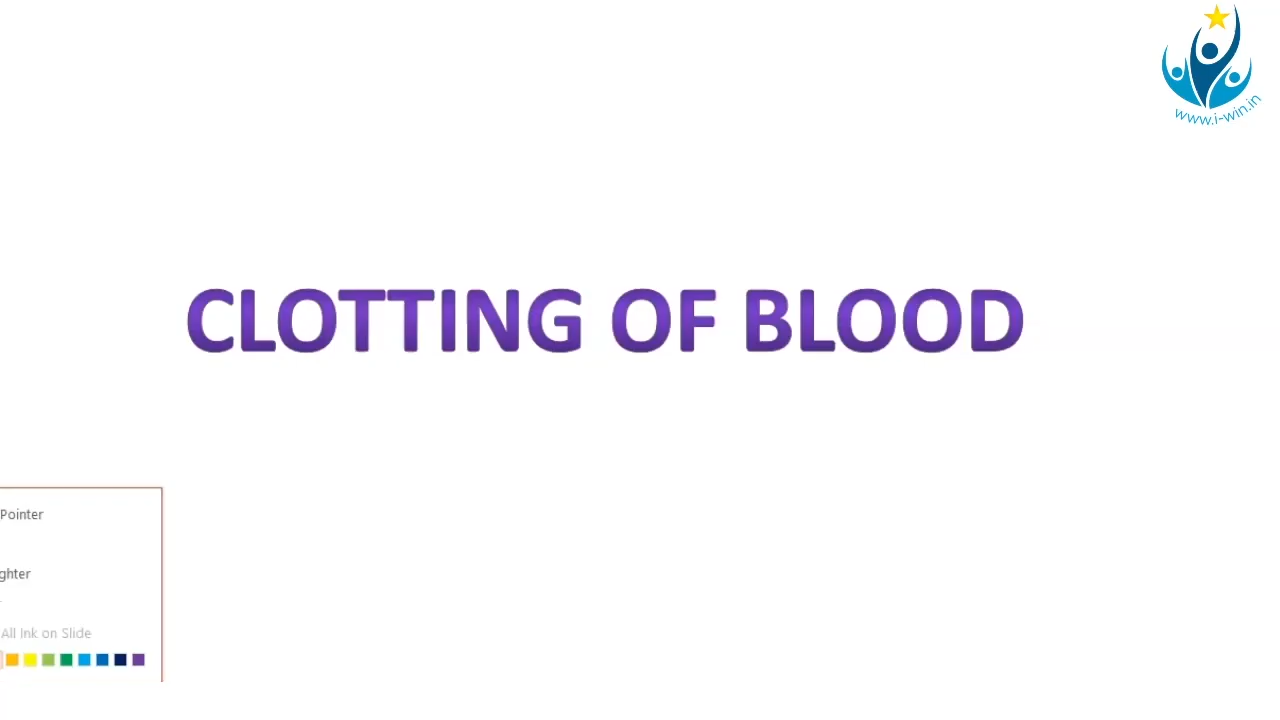 www.i-win.in
CLOTTING OF BLOOD
Pointer
ghter
All Ink on Slide